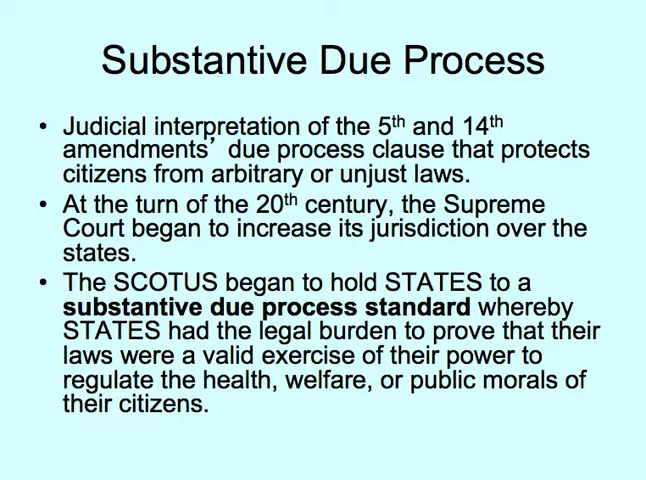 Substantive Due Process
• Judicial interpretation of the 5th and 14th
amendments’ due process clause that protects
citizens from arbitrary or unjust laws.
• At the turn of the 20th century, the Supreme
Court began to increase its jurisdiction over the
states.
• The SCOTUS began to hold STATES to a
substantive due process standard whereby
STATES had the legal burden to prove that their
laws were a valid exercise of their power to
regulate the health, welfare, or public morals of
their citizens.